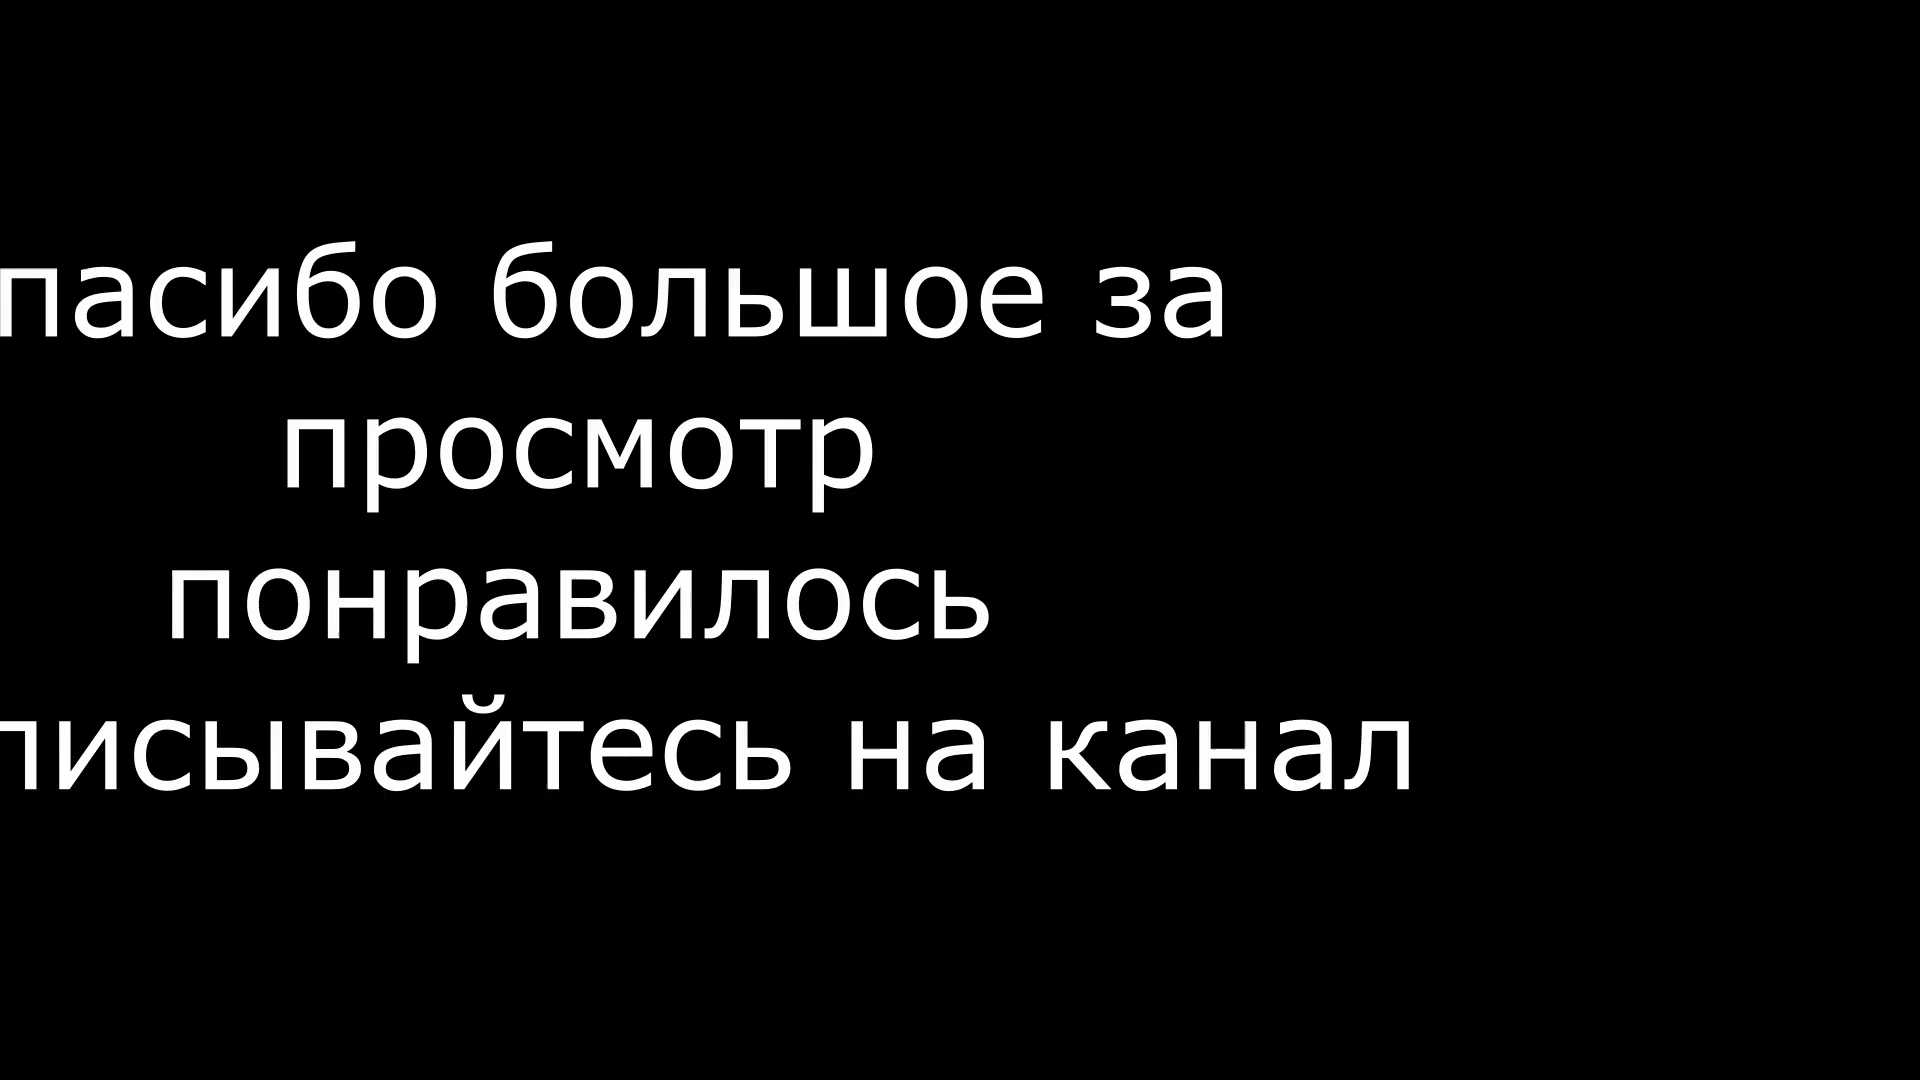 пасибо большое за
просмотр
понравилось
писывайтесь на канал